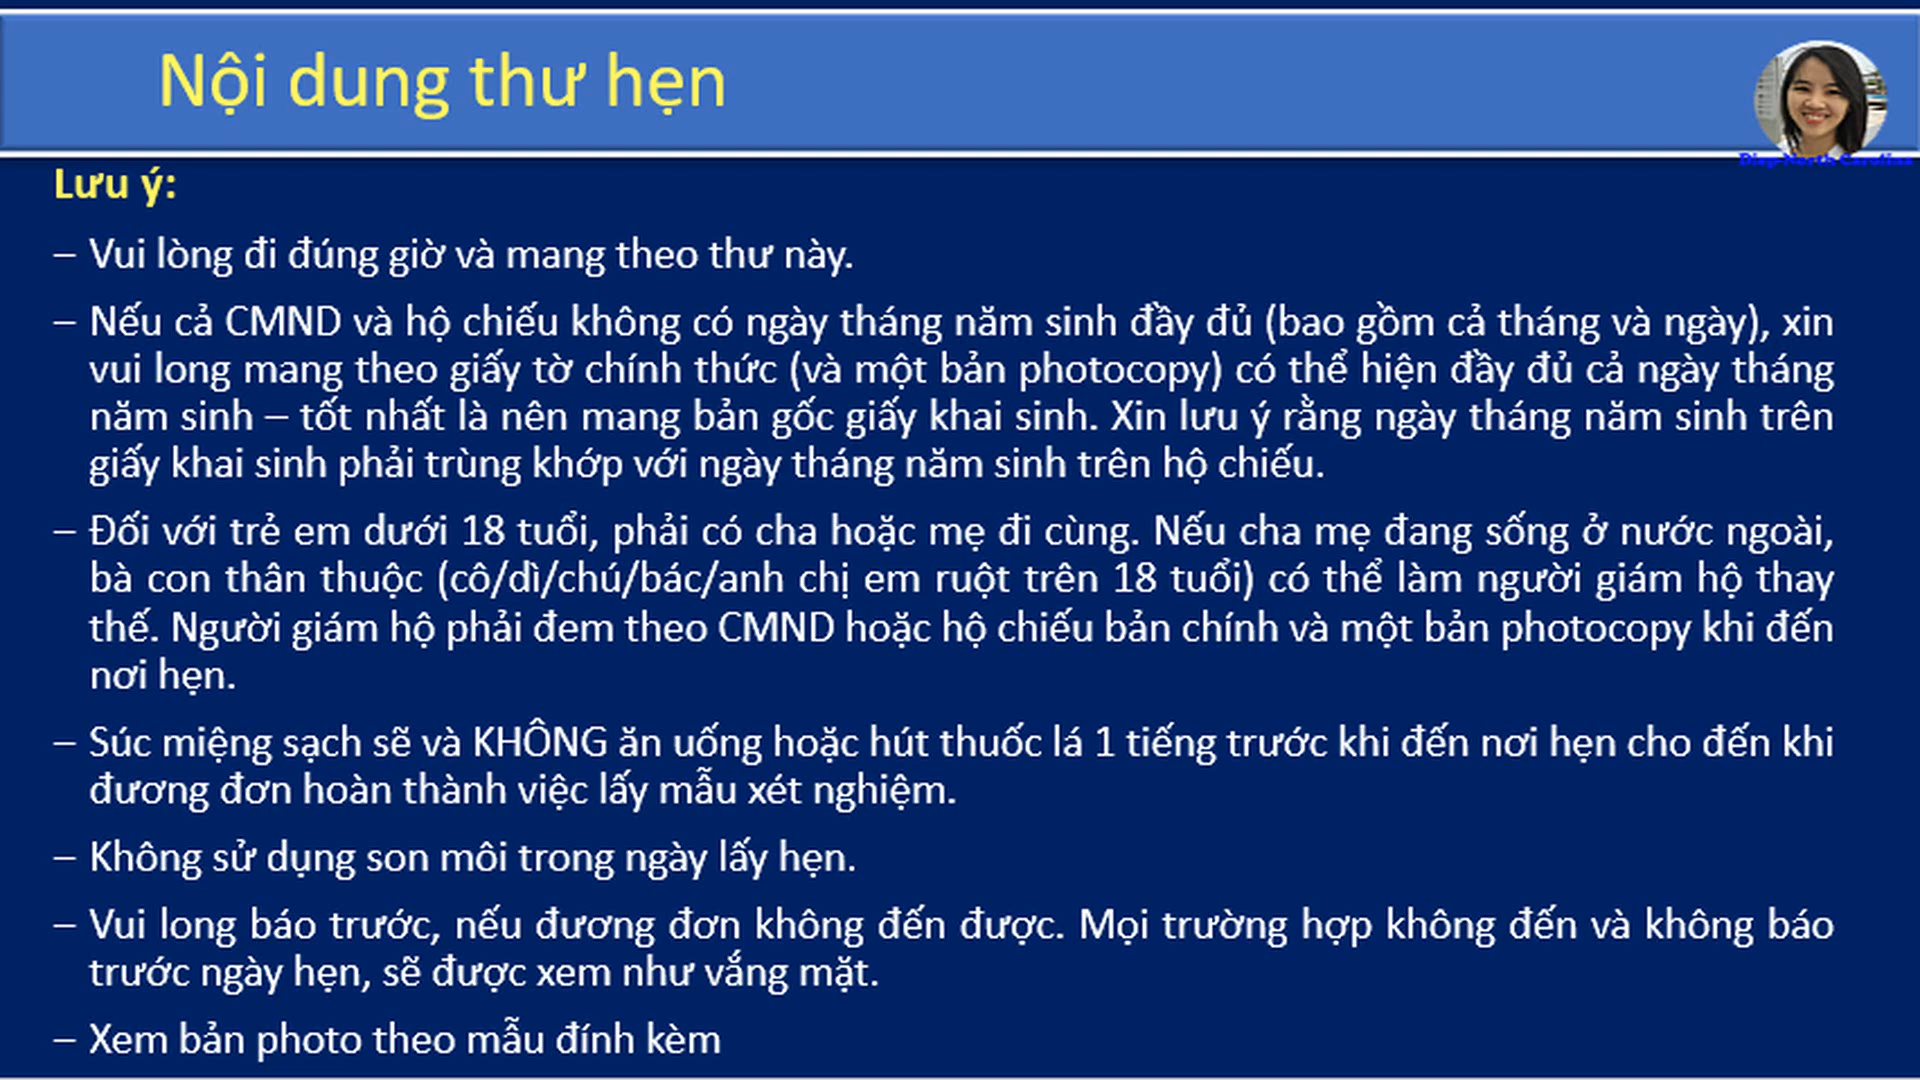 Nội dung thư hẹn
Diep-North Carolina
Lưu ý:
– Vui lòng đi đúng giờ và mang theo thư này.
– Nếu cả CMND và hộ chiếu không có ngày tháng năm sinh đầy đủ (bao gồm cả tháng và ngày), xin
vui long mang theo giấy tờ chính thức (và một bản photocopy) có thể hiện đầy đủ cả ngày tháng
năm sinh – tốt nhất là nên mang bản gốc giấy khai sinh. Xin lưu ý rằng ngày tháng năm sinh trên
giấy khai sinh phải trùng khớp với ngày tháng năm sinh trên hộ chiếu.
– Đối với trẻ em dưới 18 tuổi, phải có cha hoặc mẹ đi cùng. Nếu cha mẹ đang sống ở nước ngoài,
bà con thân thuộc (cô/dì/chú/bác/anh chị em ruột trên 18 tuổi) có thể làm người giám hộ thay
thế. Người giám hộ phải đem theo CMND hoặc hộ chiếu bản chính và một bản photocopy khi đến
nơi hẹn.
– Súc miệng sạch sẽ và KHÔNG ăn uống hoặc hút thuốc lá 1 tiếng trước khi đến nơi hẹn cho đến khi
đương đơn hoàn thành việc lấy mẫu xét nghiệm.
– Không sử dụng son môi trong ngày lấy hẹn.
– Vui long báo trước, nếu đương đơn không đến được. Mọi trường hợp không đến và không báo
trước ngày hẹn, sẽ được xem như vắng mặt.
– Xem bản photo theo mẫu đính kèm